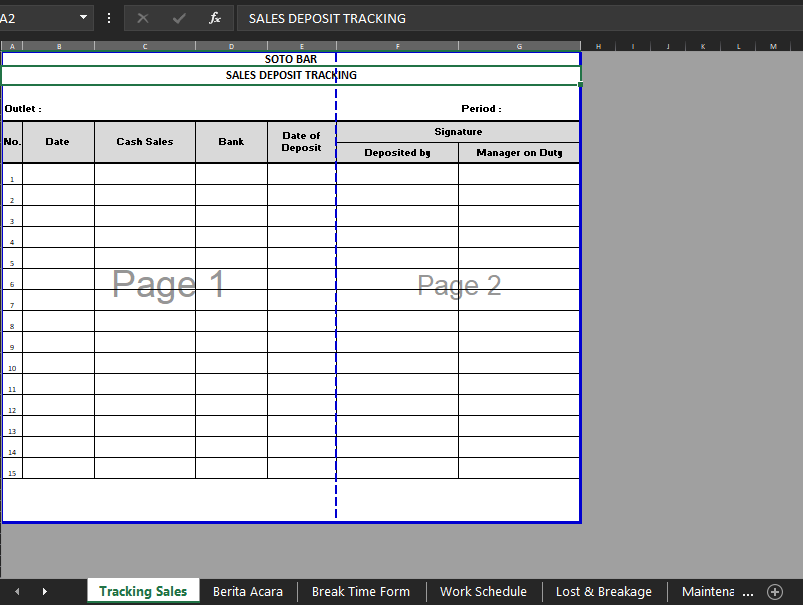 A2
fx
SALES DEPOSIT TRACKING
A B C D E F G H I J K L M
SOTO BAR
SALES DEPOSIT TRACKING
Outlet : Period :
No. Date Cash Sales Bank Date of Deposit Signature
Deposited by Manager on Duty
1
2
3
4
5
Page 1 Page 2
6
7
8
9
10
11
12
13
14
15
Tracking Sales Berita Acara Break Time Form Work Schedule Lost & Breakage Maintena ...